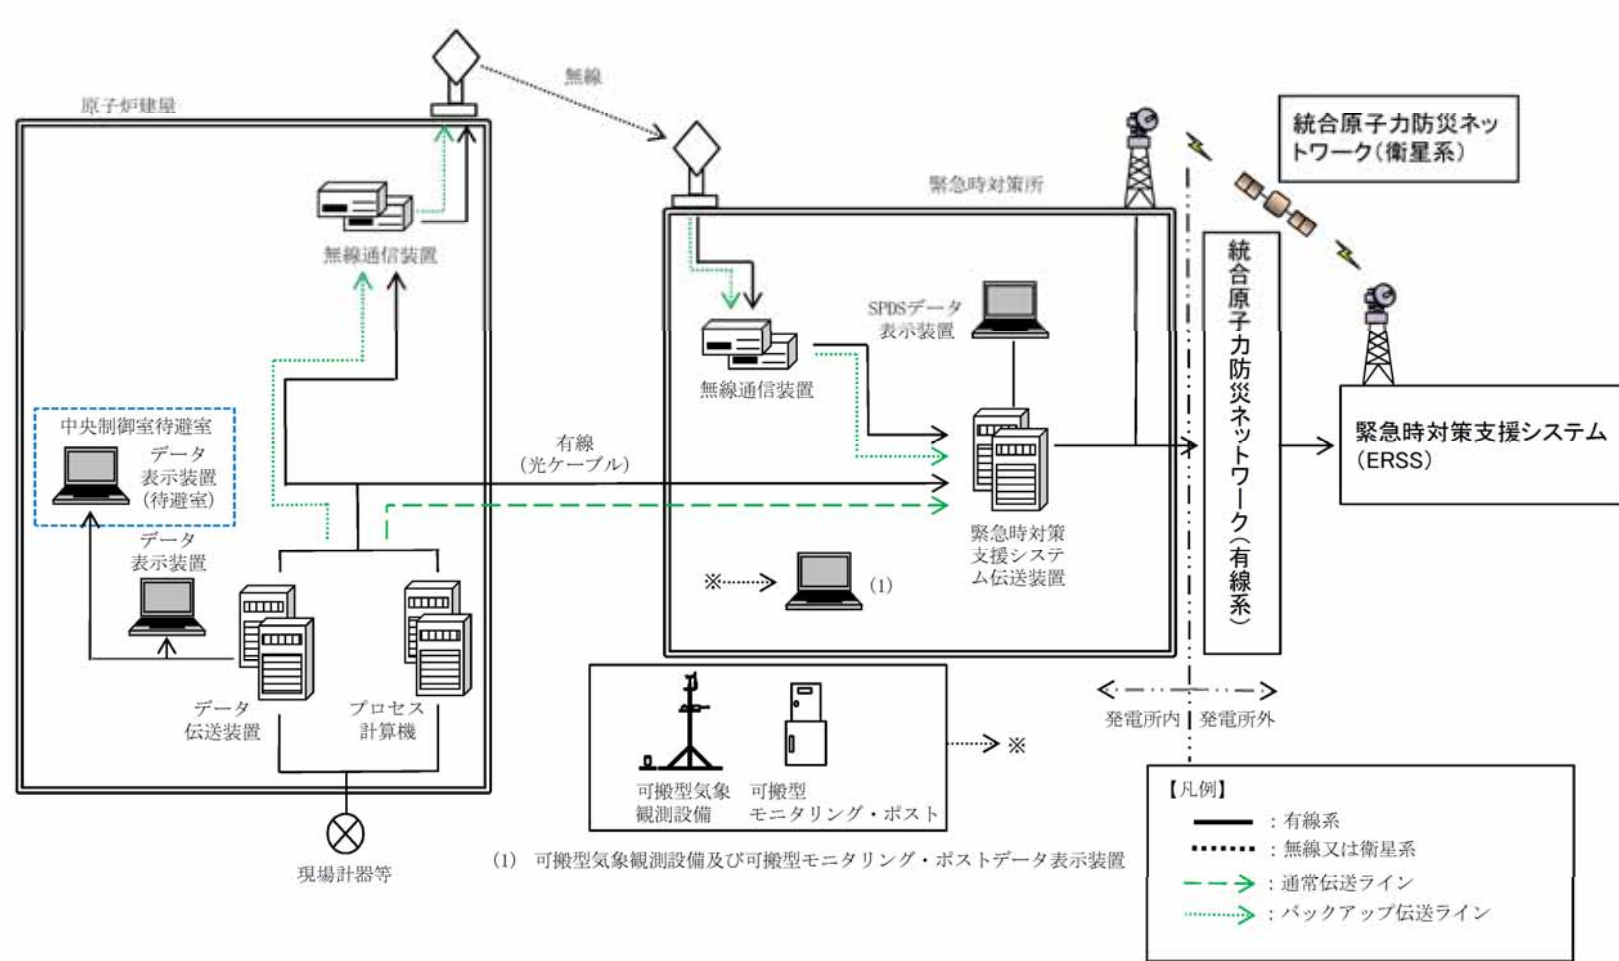 原子炉建屋
無線
無線通信装置
中央制御室待避室
データ
表示装置
(待避室)
データ
表示装置
データ
伝送装置
プロセス
計算機
現場計器等
有線
(光ケーブル)
緊急時対策所
無線通信装置
SPDSデータ
表示装置
緊急時対策
支援システ
ム伝送装置
※
(1)
可搬型気象
観測設備
可搬型
モニタリング・ポスト
※
(1) 可搬型気象観測設備及び可搬型モニタリング・ポストデータ表示装置
統合原子力防災ネッ
トワーク(衛星系)
統合原子力防災ネットワーク(有線系)
緊急時対策支援システム
(ERSS)
発電所内
発電所外
【凡例】
：有線系
：無線又は衛星系
：通常伝送ライン
：バックアップ伝送ライン